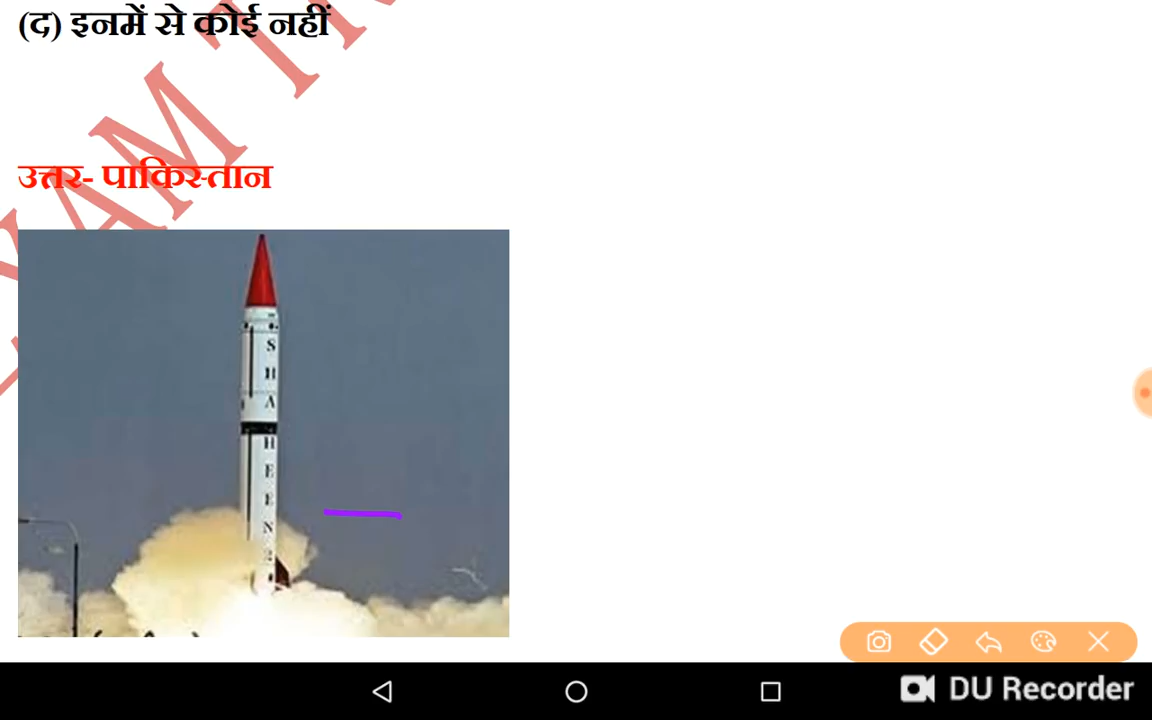 (द) इनमें से कोई नहीं
उत्तर- पाकिस्तान
SHAHEEN
DU Recorder